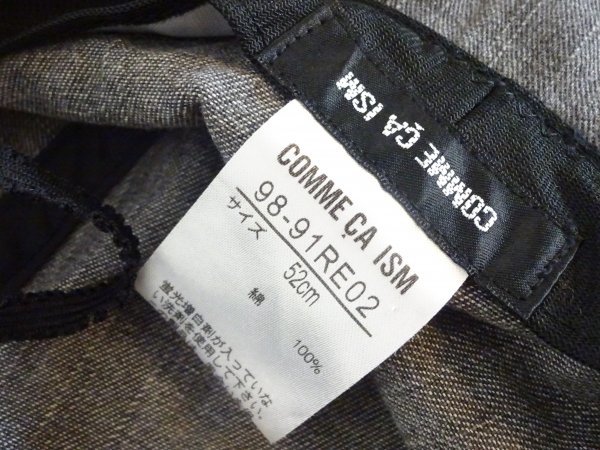 COMME ÇA ISM
COMME ÇA ISM
98-91RE02
サイズ 52cm
綿 100%
蛍光増白剤が入っていな
い洗剤を使用して下さい。